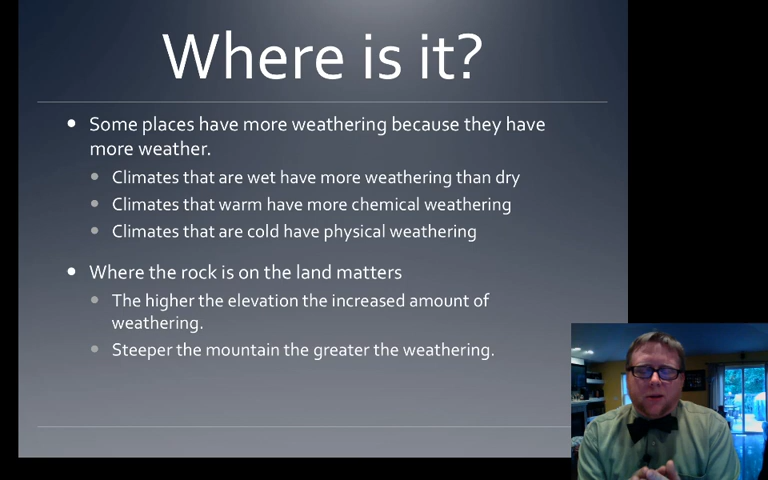 Where is it?
Some places have more weathering because they have
more weather.
Climates that are wet have more weathering than dry
Climates that warm have more chemical weathering
Climates that are cold have physical weathering
Where the rock is on the land matters
The higher the elevation the increased amount of
weathering.
Steeper the mountain the greater the weathering.